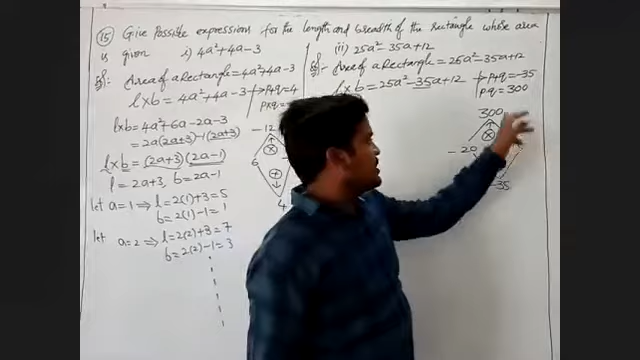 15 Give Possible expressions for the length and breadth of the rectangle whose area
is given i) 4a²+4a-3
Sol:- Area of a Rectangle = 4a²+4a-3
l×b = 4a²+4a-3 → p+q = 4
p×q =
l×b = 4a²+6a-2a-3
= 2a(2a+3)-1(2a+3)
l×b = (2a+3)(2a-1)
l = 2a+3, b = 2a-1
let a=1 ⇒ l = 2(1)+3 = 5
b = 2(1)-1 = 1
let a=2 ⇒ l = 2(2)+3 = 7
b = 2(2)-1 = 3
-12
×
6
+
4
(ii) 25a²-35a+12
Sol:- Area of a Rectangle = 25a²-35a+12
l×b = 25a²-35a+12 → p+q = -35
p×q = 300
300
×
-20
-35